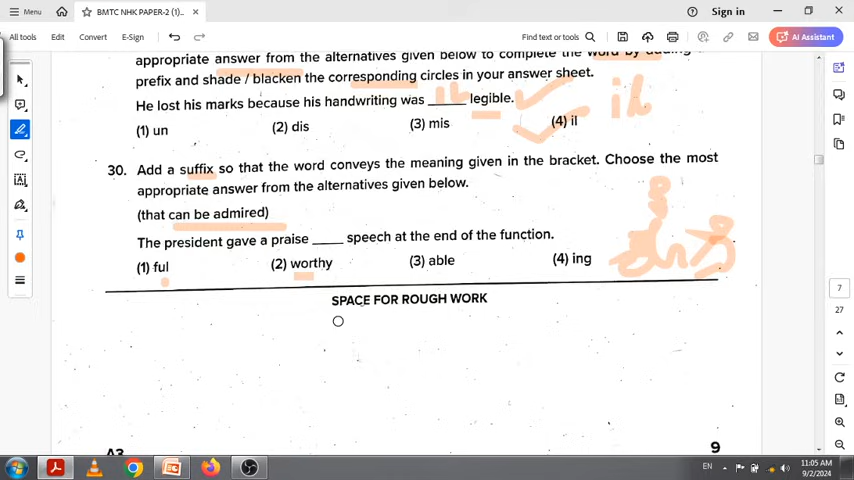 Menu
BMTC NHK PAPER-2 (1)...
Sign in
All tools
Edit
Convert
E-Sign
Find text or tools
AI Assistant
appropriate answer from the alternatives given below to complete the word by adding
prefix and shade / blacken the corresponding circles in your answer sheet.
He lost his marks because his handwriting was ____ legible.
(1) un
(2) dis
(3) mis
(4) il
30. Add a suffix so that the word conveys the meaning given in the bracket. Choose the most
appropriate answer from the alternatives given below.
(that can be admired)
The president gave a praise ____ speech at the end of the function.
(1) ful
(2) worthy
(3) able
(4) ing
SPACE FOR ROUGH WORK
A3
9
7
27
EN
11:05 AM
9/2/2024